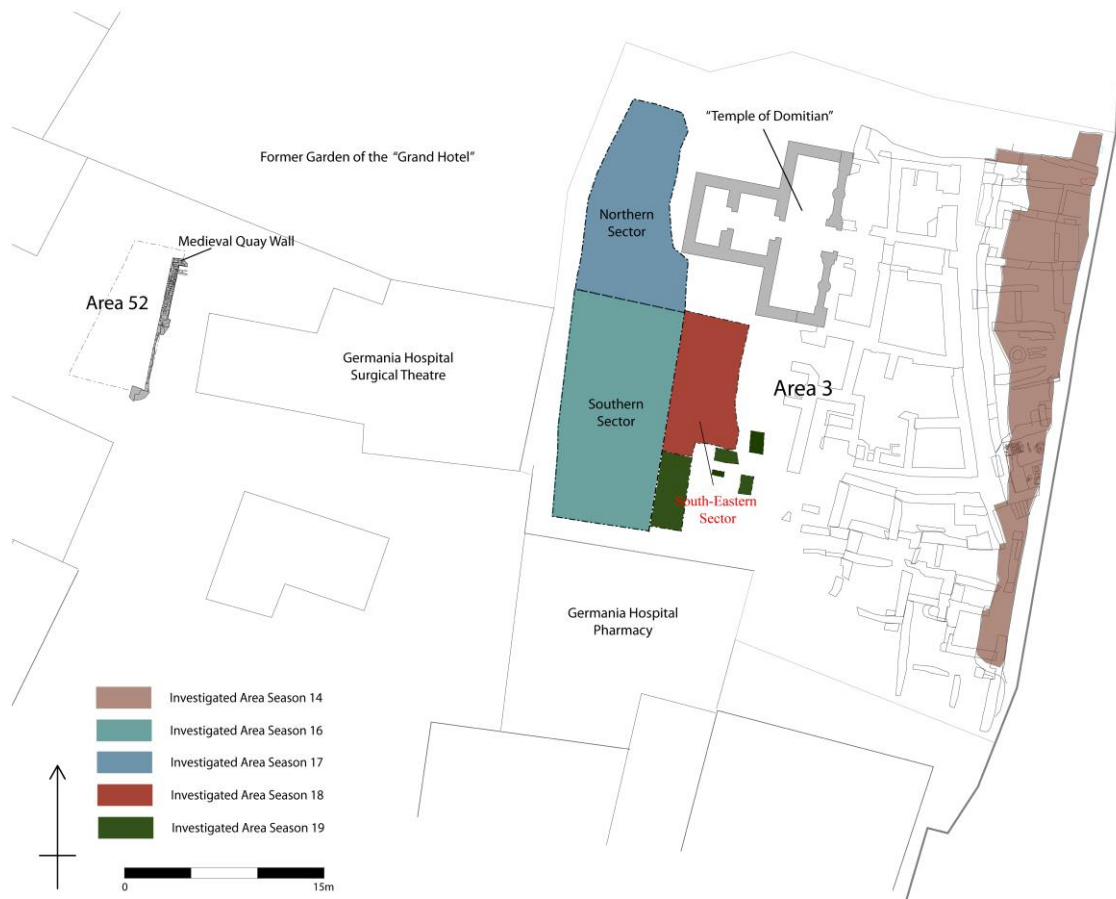 "Temple of Domitian"
Former Garden of the "Grand Hotel"
Northern
Sector
Medieval Quay Wall
Area 52
Germania Hospital
Surgical Theatre
Southern
Sector
Area 3
South-Eastern
Sector
Germania Hospital
Pharmacy
Investigated Area Season 14
Investigated Area Season 16
Investigated Area Season 17
Investigated Area Season 18
Investigated Area Season 19
0
15m